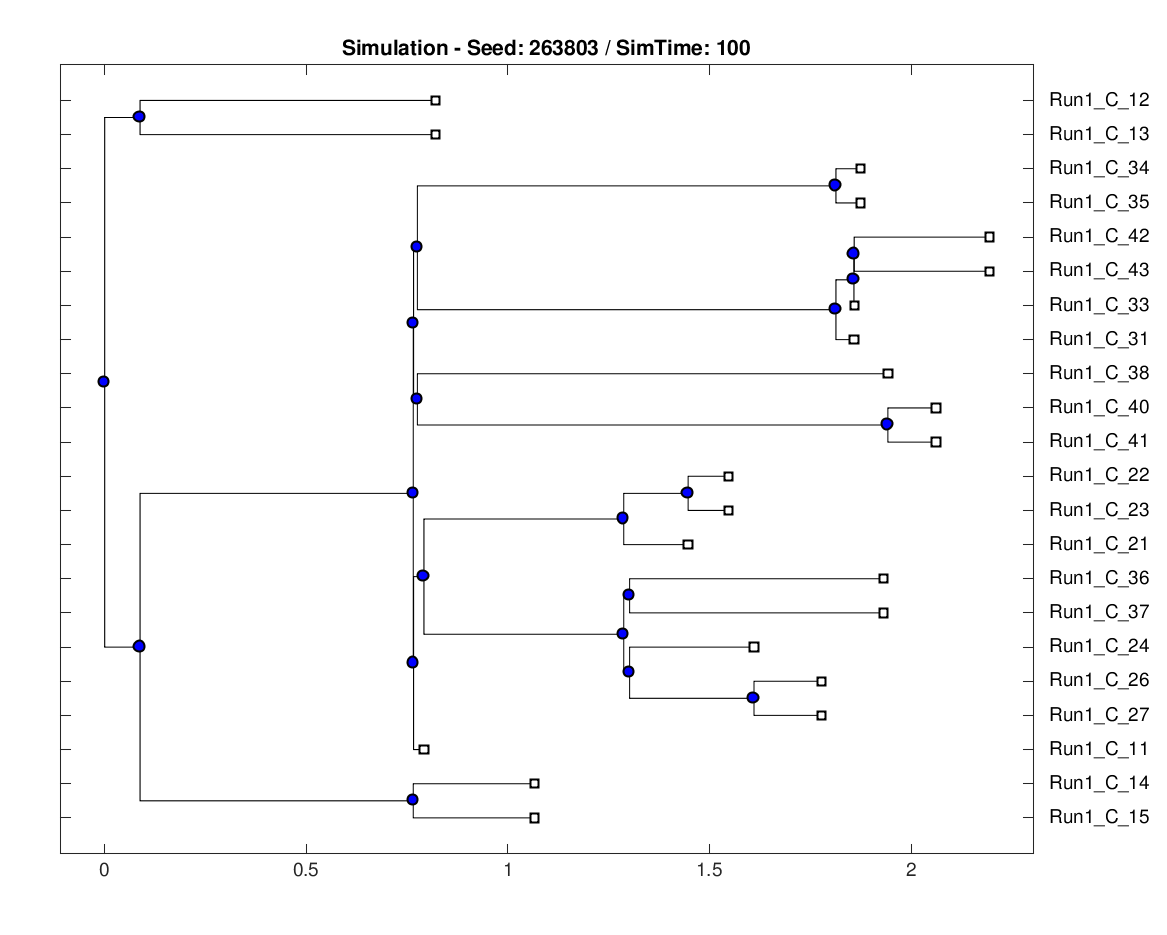 Simulation - Seed: 263803 / SimTime: 100
Run1_C_12
Run1_C_13
Run1_C_34
Run1_C_35
Run1_C_42
Run1_C_43
Run1_C_33
Run1_C_31
Run1_C_38
Run1_C_40
Run1_C_41
Run1_C_22
Run1_C_23
Run1_C_21
Run1_C_36
Run1_C_37
Run1_C_24
Run1_C_26
Run1_C_27
Run1_C_11
Run1_C_14
Run1_C_15
0 0.5 1 1.5 2